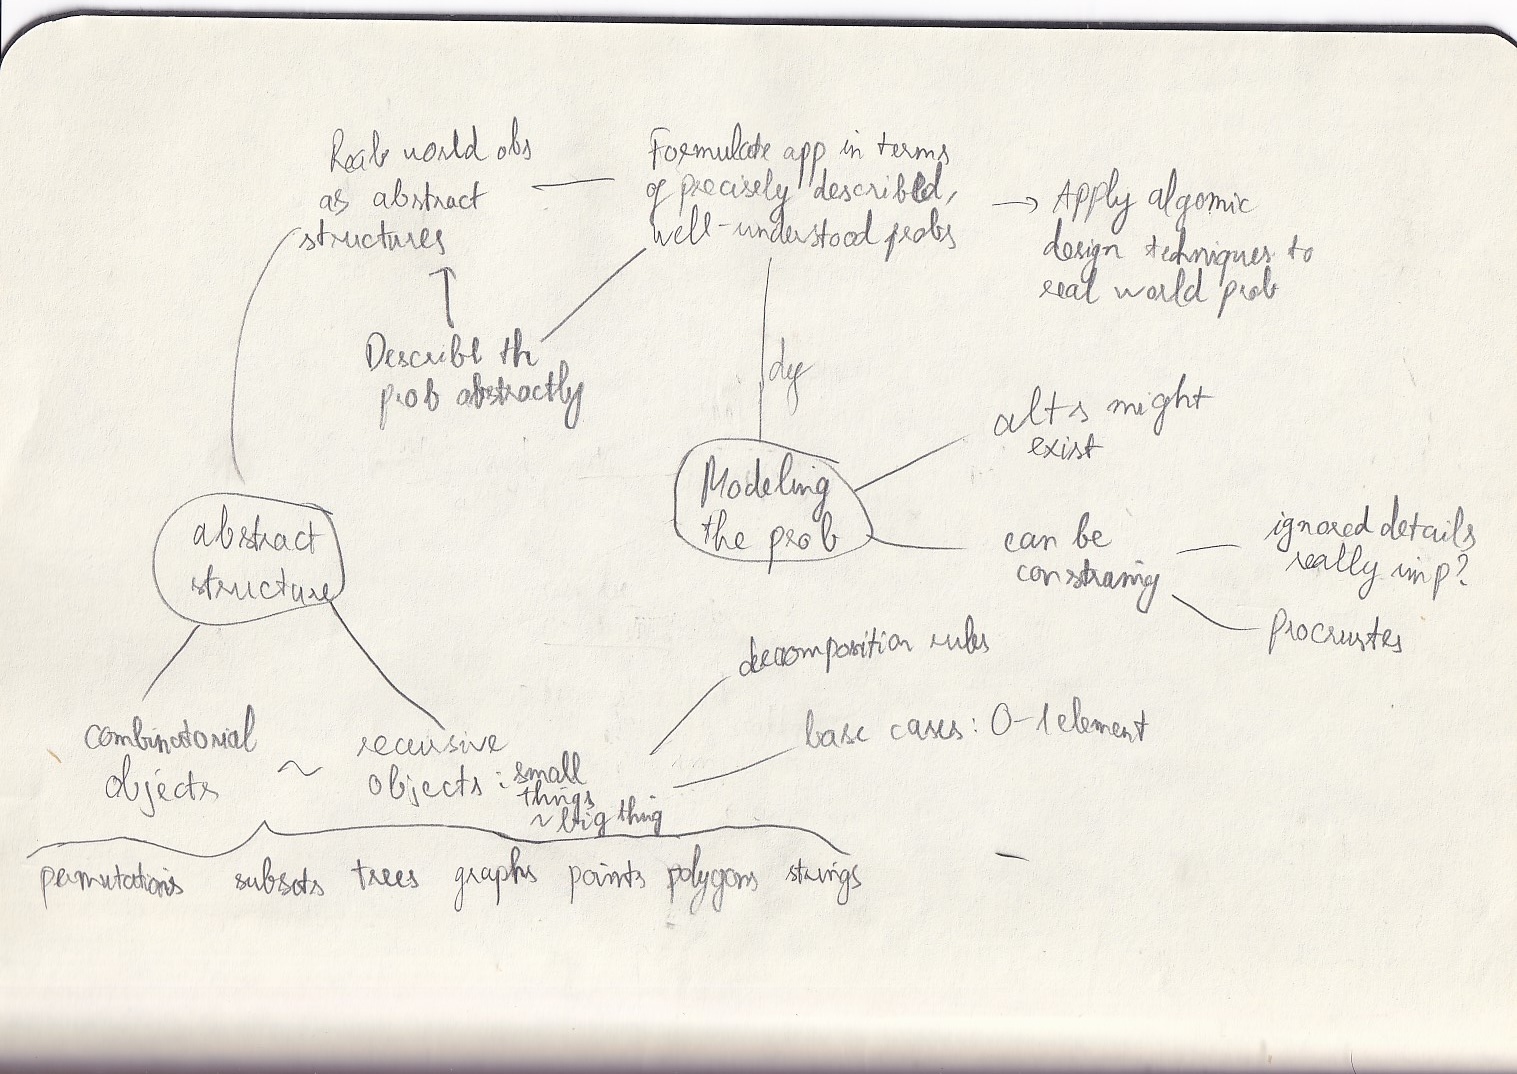 Real world obs
as abstract
structures
Formulate app in terms
of precisely described,
well-understood probs
Apply algomic
design techniques to
real world prob
Describe the
prob abstractly
alts might
exist
Modeling
the prob
can be
constraing
ignored details
really imp?
procrustes
abstract
structure
decomposition rules
base cases: 0-1 element
combinatorial
objects
~
recursive
objects : small
things
~ big thing
permutations subsets trees graphs points polygons strings